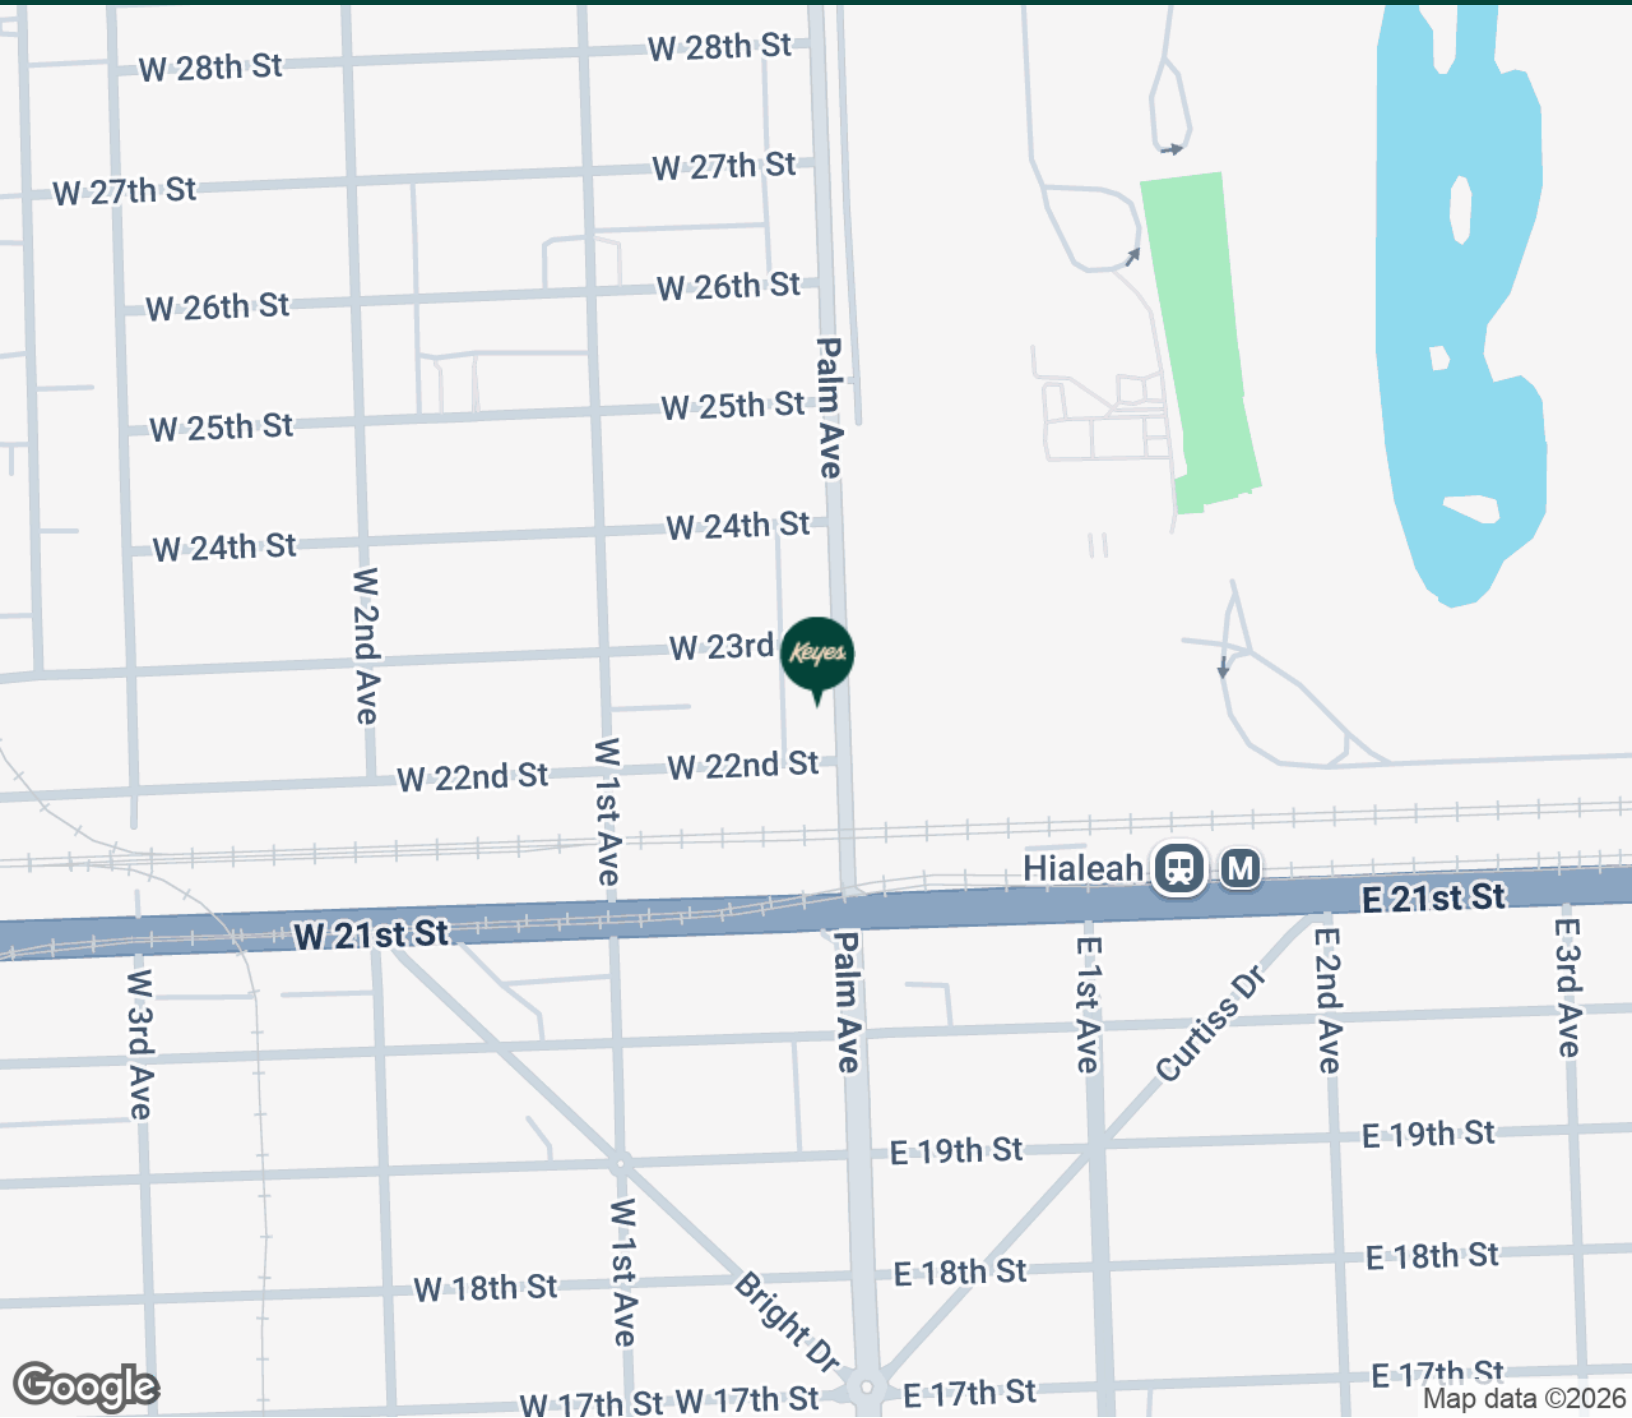 W 28th St
W 28th St
W 27th St
W 27th St
W 26th St
W 26th St
Palm Ave
W 25th St
W 25th St
W 24th St
W 24th St
W 2nd Ave
W 23rd
Keyes
W 22nd St
W 22nd St
W 1st Ave
Hialeah
M
E 21st St
W 21st St
W 3rd Ave
Palm Ave
E 1st Ave
Curtiss Dr
E 2nd Ave
E 3rd Ave
E 19th St
E 19th St
W 1st Ave
W 18th St
E 18th St
E 18th St
Bright Dr
Google
W 17th St
W 17th St
E 17th St
E 17th St
Map data ©2026